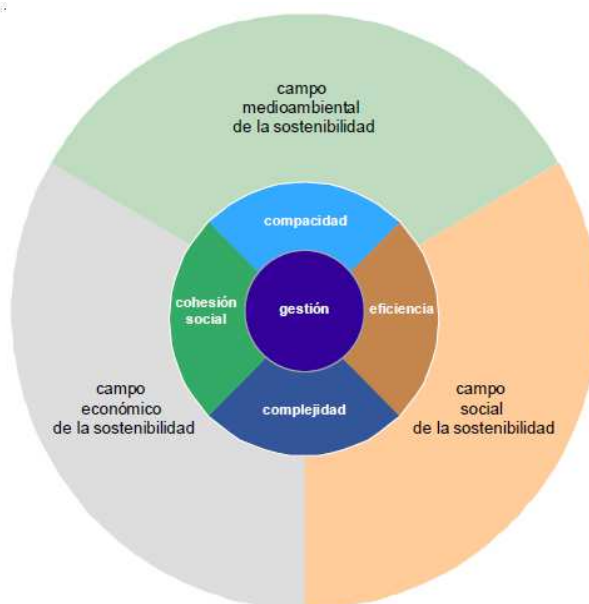 campo
medioambiental
de la sostenibilidad
compacidad
cohesión
social
gestión
eficiencia
complejidad
campo
económico
de la sostenibilidad
campo
social
de la sostenibilidad